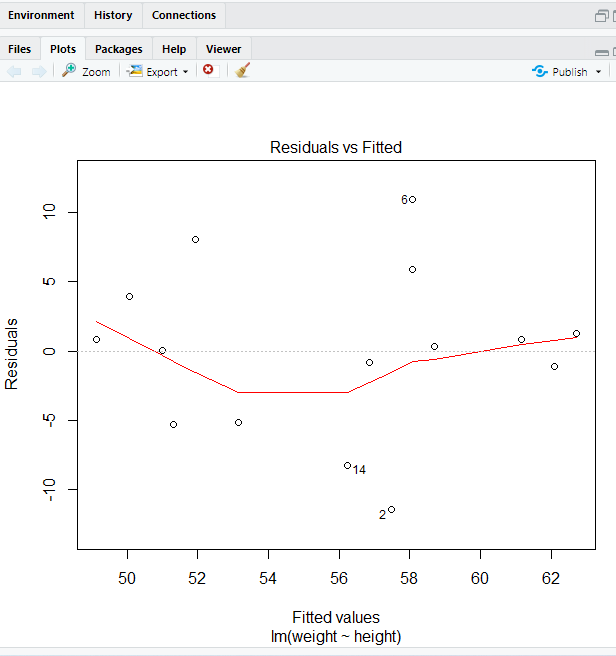 Environment History Connections
Files Plots Packages Help Viewer
Zoom Export Publish
Residuals vs Fitted
10
5
0
-5
-10
Residuals
6
14
2
50 52 54 56 58 60 62
Fitted values
lm(weight ~ height)